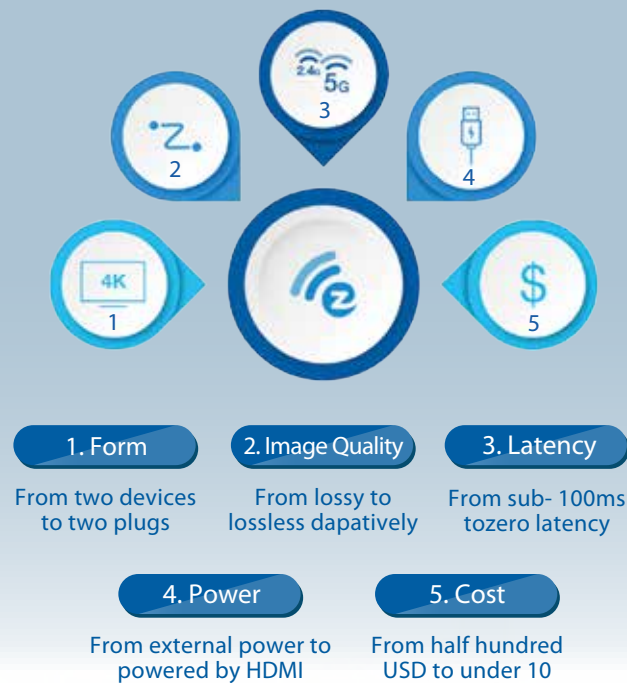 2.4G 5G
3
2
4
4K
1
z
$
5
1. Form
From two devices
to two plugs
2. Image Quality
From lossy to
lossless dapatively
3. Latency
From sub- 100ms
tozero latency
4. Power
From external power to
powered by HDMI
5. Cost
From half hundred
USD to under 10